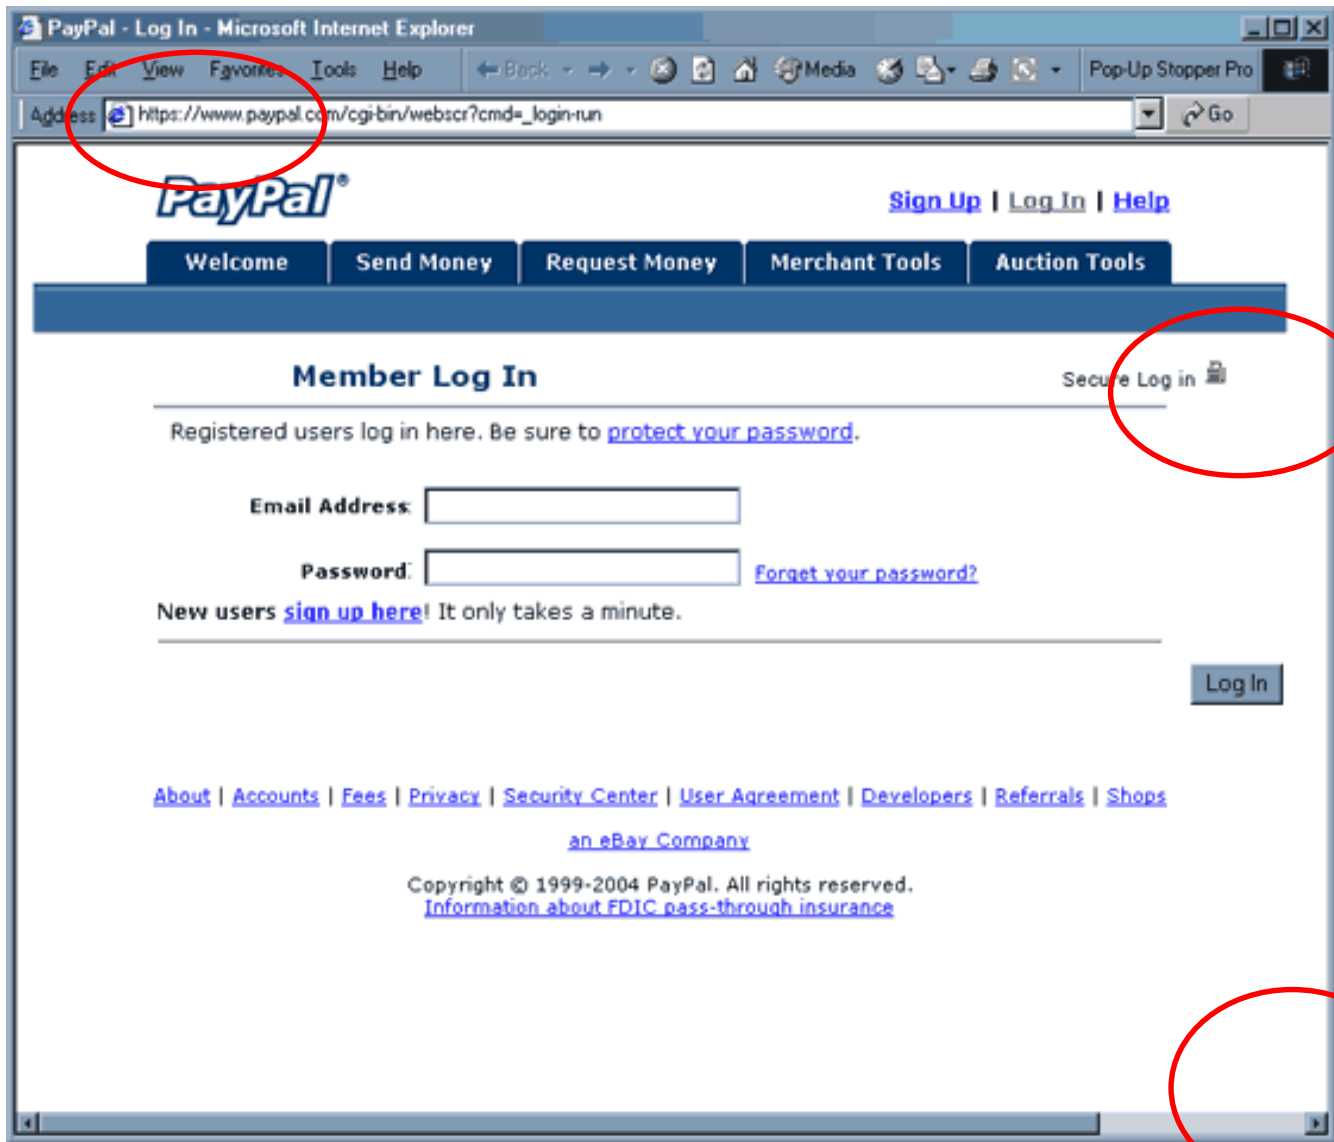 PayPal - Log In - Microsoft Internet Explorer
File Edit View Favorites Tools Help Back Media Pop-Up Stopper Pro
Address https://www.paypal.com/cgi-bin/webscr?cmd=_login-run Go
PayPal®
Sign Up | Log In | Help
Welcome Send Money Request Money Merchant Tools Auction Tools
Member Log In
Secure Log in
Registered users log in here. Be sure to protect your password.
Email Address:
Password:
Forget your password?
New users sign up here! It only takes a minute.
Log In
About | Accounts | Fees | Privacy | Security Center | User Agreement | Developers | Referrals | Shops
an eBay Company
Copyright © 1999-2004 PayPal. All rights reserved.
Information about FDIC pass-through insurance